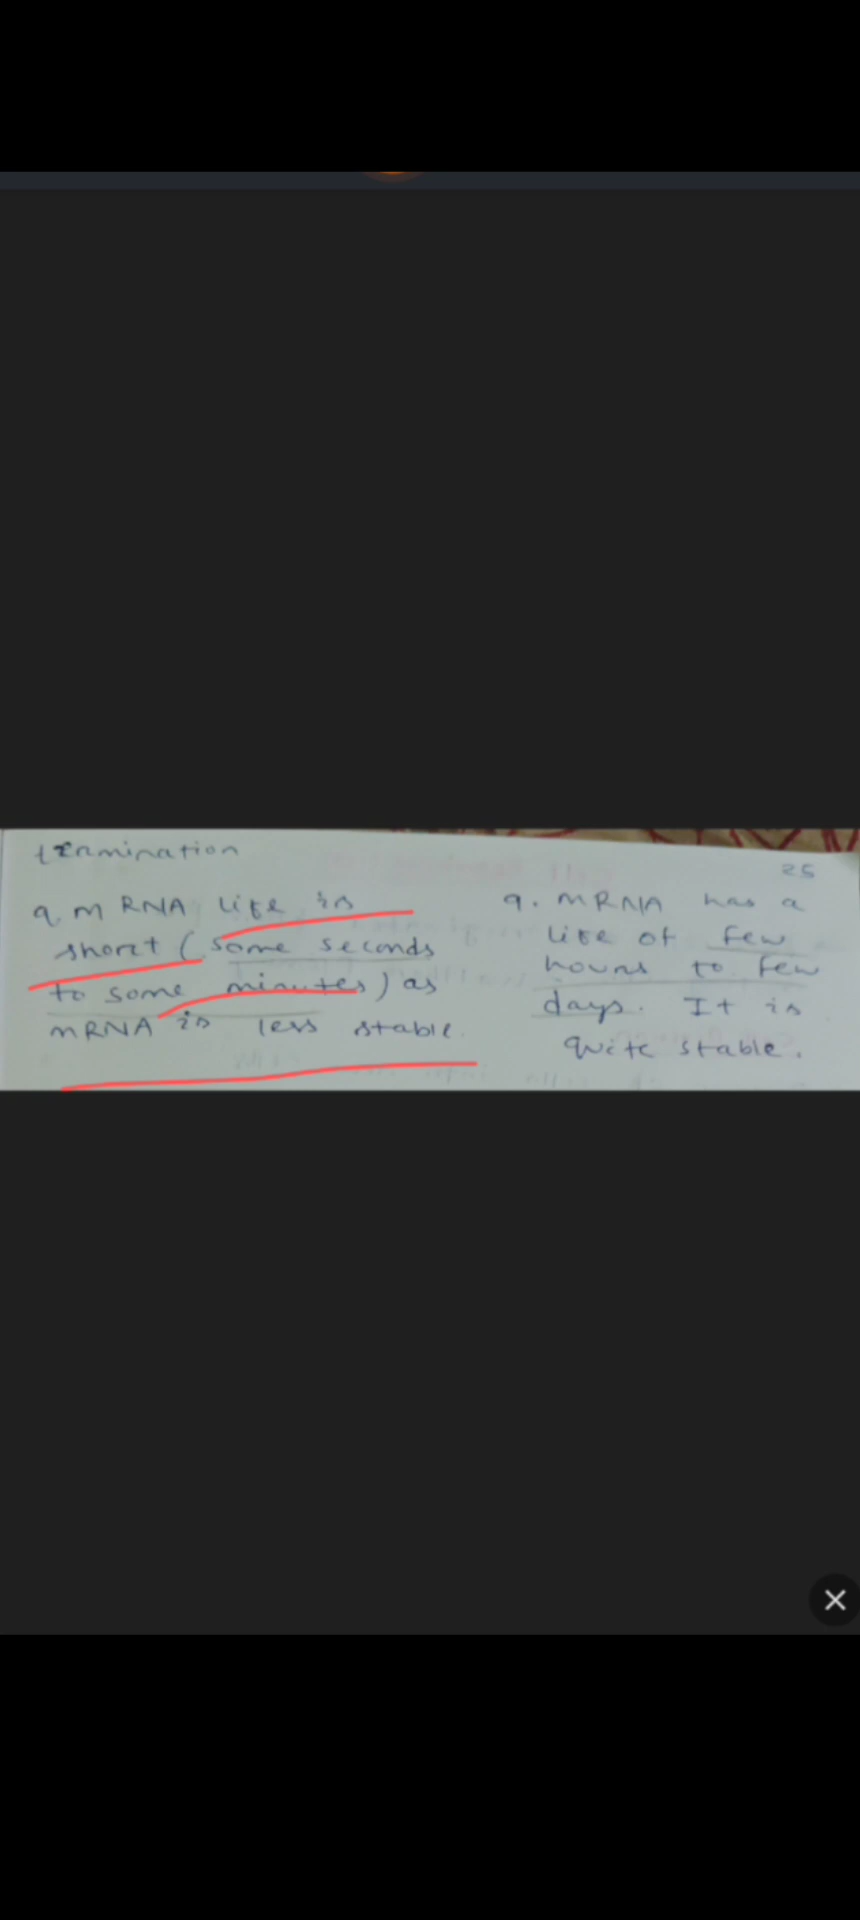 termination
25
9. mRNA life is
short (some seconds
to some minutes) as
mRNA is less stable.
9. mRNA has a
life of few
hours to few
days. It is
quite stable.